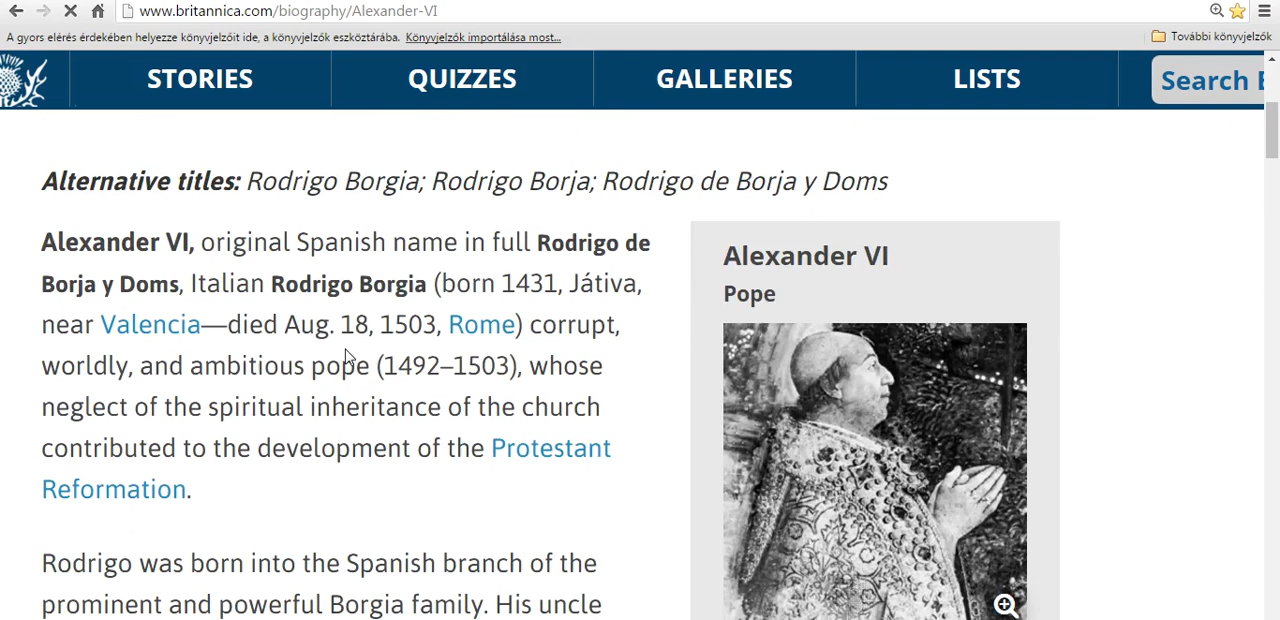 www.britannica.com/biography/Alexander-VI
A gyors elérés érdekében helyezze könyvjelzőit ide, a könyvjelzők eszköztárába. Könyvjelzők importálása most...
További könyvjelzők
STORIES QUIZZES GALLERIES LISTS Search
Alternative titles: Rodrigo Borgia; Rodrigo Borja; Rodrigo de Borja y Doms
Alexander VI, original Spanish name in full Rodrigo de
Borja y Doms, Italian Rodrigo Borgia (born 1431, Játiva,
near Valencia—died Aug. 18, 1503, Rome) corrupt,
worldly, and ambitious pope (1492–1503), whose
neglect of the spiritual inheritance of the church
contributed to the development of the Protestant
Reformation.
Rodrigo was born into the Spanish branch of the
prominent and powerful Borgia family. His uncle
Alexander VI
Pope